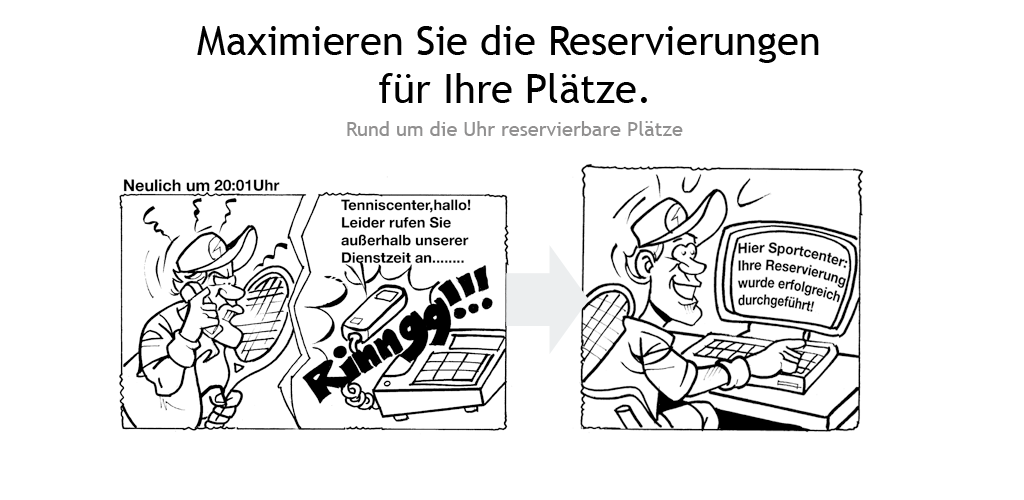 Maximieren Sie die Reservierungen
für Ihre Plätze.
Rund um die Uhr reservierbare Plätze
Neulich um 20:01Uhr
Tenniscenter,hallo!
Leider rufen Sie
außerhalb unserer
Dienstzeit an........
Rinngg!!!
Hier Sportcenter:
Ihre Reservierung
wurde erfolgreich
durchgeführt!